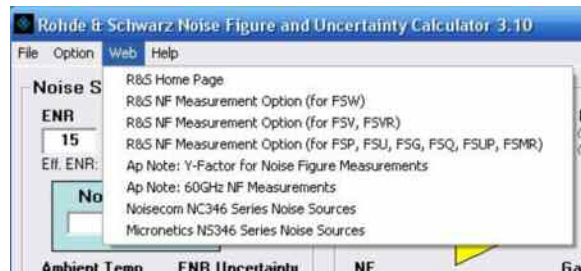 Rohde & Schwarz Noise Figure and Uncertainty Calculator 3.10
File Option Web Help
R&S Home Page
R&S NF Measurement Option (for FSW)
R&S NF Measurement Option (for FSV, FSVR)
R&S NF Measurement Option (for FSP, FSU, FSG, FSQ, FSUP, FSMR)
Ap Note: Y-Factor for Noise Figure Measurements
Ap Note: 60GHz NF Measurements
Noisecom NC346 Series Noise Sources
Micronetics NS346 Series Noise Sources
Noise S
ENR
15
Eff. ENR:
No
Ambient Temp ENR Uncertainty NF Ga